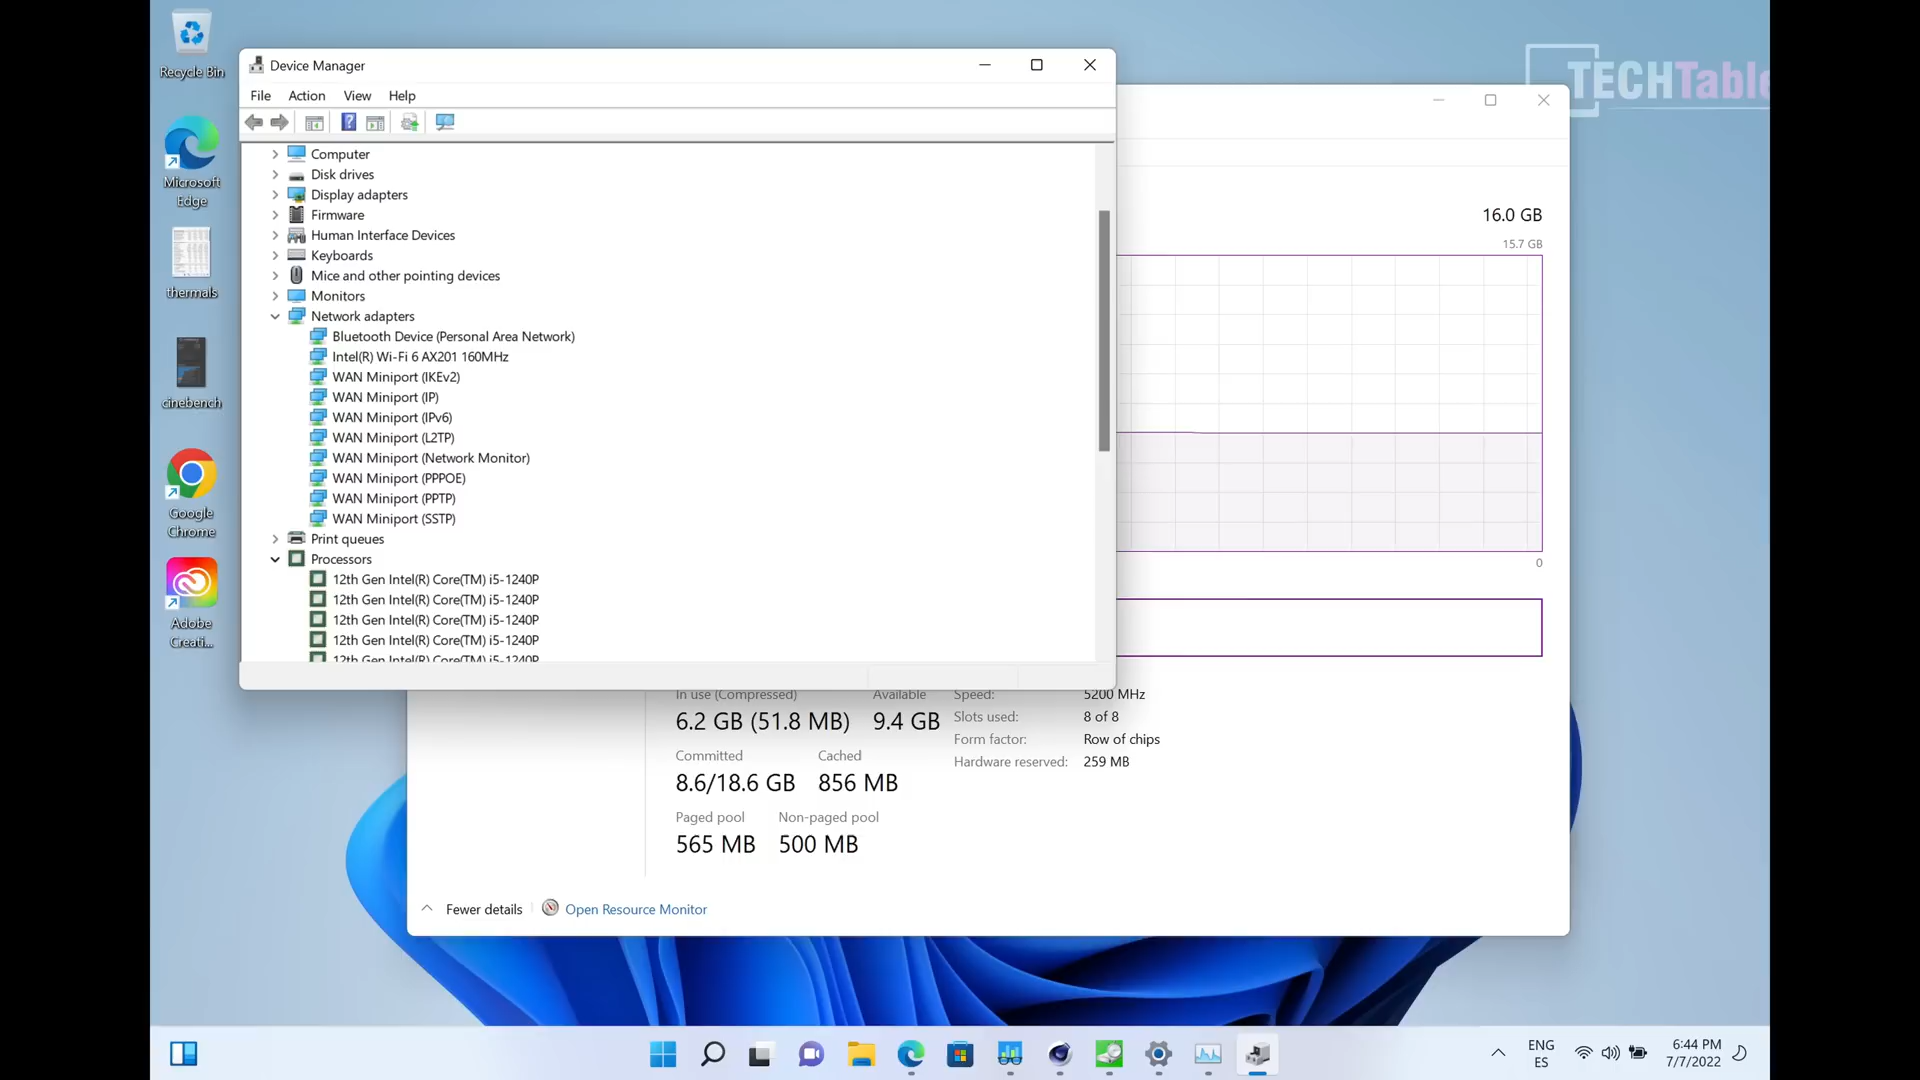 Recycle Bin
Microsoft
Edge
thermals
cinebench
Google
Chrome
Adobe
Creati...
Device Manager
File Action View Help
Computer
Disk drives
Display adapters
Firmware
Human Interface Devices
Keyboards
Mice and other pointing devices
Monitors
Network adapters
Bluetooth Device (Personal Area Network)
Intel(R) Wi-Fi 6 AX201 160MHz
WAN Miniport (IKEv2)
WAN Miniport (IP)
WAN Miniport (IPv6)
WAN Miniport (L2TP)
WAN Miniport (Network Monitor)
WAN Miniport (PPPOE)
WAN Miniport (PPTP)
WAN Miniport (SSTP)
Print queues
Processors
12th Gen Intel(R) Core(TM) i5-1240P
12th Gen Intel(R) Core(TM) i5-1240P
12th Gen Intel(R) Core(TM) i5-1240P
12th Gen Intel(R) Core(TM) i5-1240P
12th Gen Intel(R) Core(TM) i5-1240P
TECHTable
16.0 GB
15.7 GB
0
In use (Compressed) Available Speed: 5200 MHz
6.2 GB (51.8 MB) 9.4 GB Slots used: 8 of 8
Form factor: Row of chips
Committed Cached Hardware reserved: 259 MB
8.6/18.6 GB 856 MB
Paged pool Non-paged pool
565 MB 500 MB
Fewer details Open Resource Monitor
ENG 6:44 PM
ES 7/7/2022